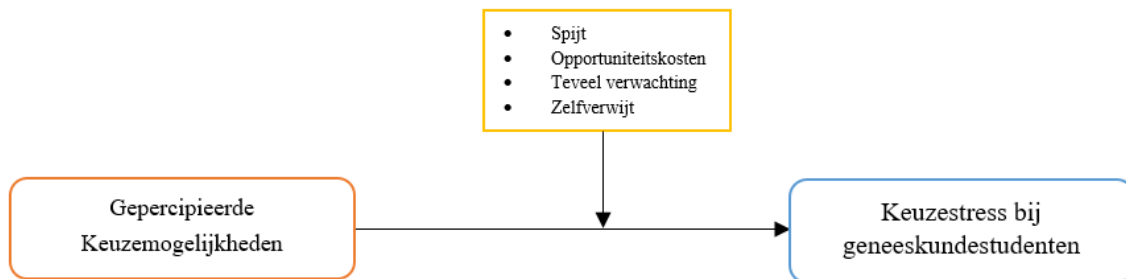 • Spijt
• Opportuniteitskosten
• Teveel verwachting
• Zelfverwijt
Gepercipieerde
Keuzemogelijkheden
Keuzestress bij
geneeskundestudenten